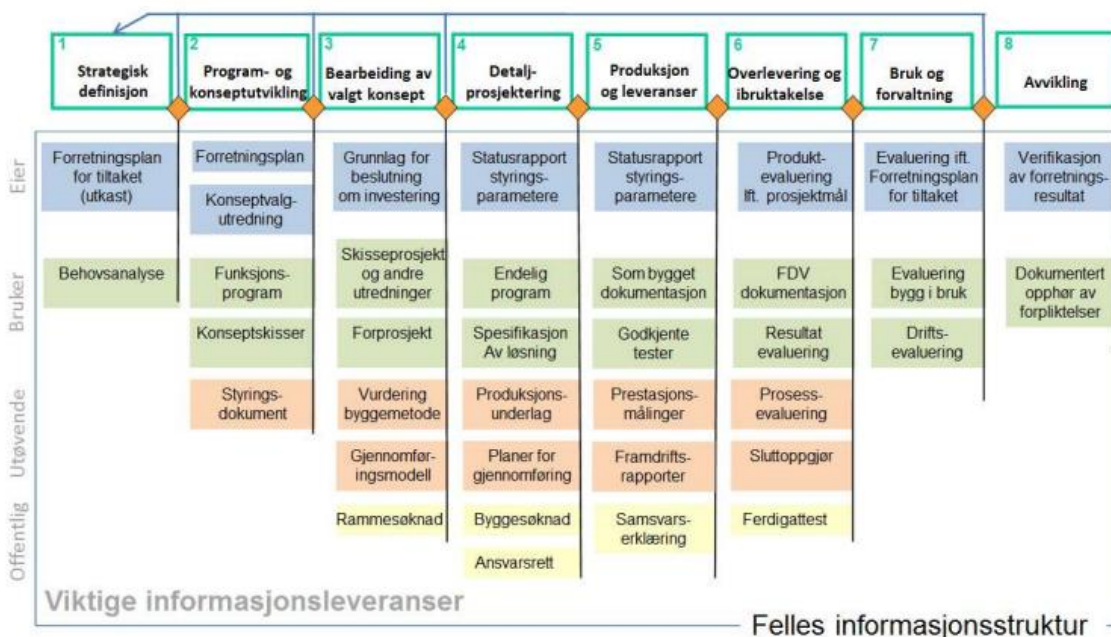 1
Strategisk
definisjon
2
Program- og
konseptutvikling
3
Bearbeiding av
valgt konsept
4
Detalj-
prosjektering
5
Produksjon
og leveranser
6
Overlevering og
ibruktakelse
7
Bruk og
forvaltning
8
Avvikling
Eier
Forretningsplan
for tiltaket
(utkast)
Forretningsplan
Konseptvalg-
utredning
Grunnlag for
beslutning
om investering
Statusrapport
styrings-
parametere
Statusrapport
styrings-
parametere
Produkt-
evaluering
Ift. prosjektmål
Evaluering ift.
Forretningsplan
for tiltaket
Verifikasjon
av forretnings-
resultat
Bruker
Behovsanalyse
Funksjons-
program
Konseptskisser
Skisseprosjekt
og andre
utredninger
Forprosjekt
Endelig
program
Spesifikasjon
Av løsning
Som bygget
dokumentasjon
Godkjente
tester
FDV
dokumentasjon
Resultat
evaluering
Evaluering
bygg i bruk
Drifts-
evaluering
Dokumentert
opphør av
forpliktelser
Utøvende
Styrings-
dokument
Vurdering
byggemetode
Gjennomfør-
ingsmodell
Produksjons-
underlag
Planer for
gjennomføring
Prestasjons-
målinger
Framdrifts-
rapporter
Prosess-
evaluering
Sluttoppgjør
Offentlig
Rammesøknad
Byggesøknad
Ansvarsrett
Samsvars-
erklæring
Ferdigattest
Viktige informasjonsleveranser
Felles informasjonsstruktur